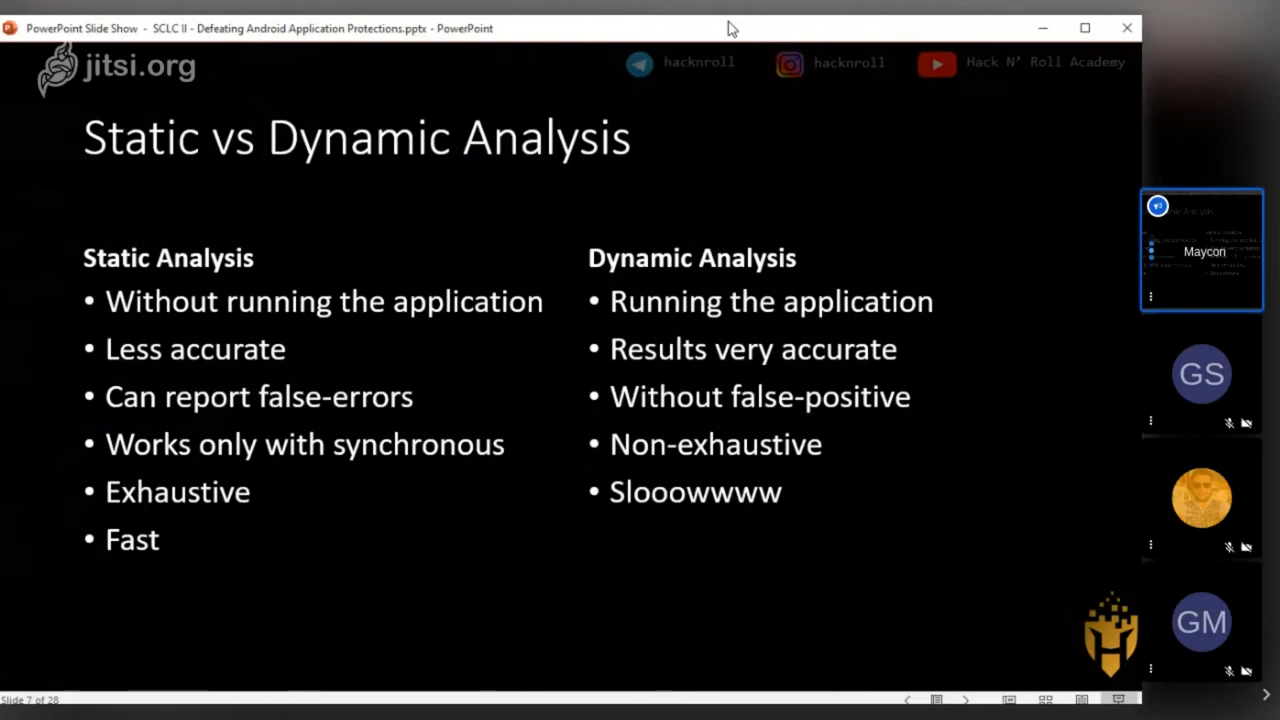 PowerPoint Slide Show - SCLC II - Defeating Android Application Protections.pptx - PowerPoint
jitsi.org
hacknroll
hacknroll
Hack N' Roll Academy
Static vs Dynamic Analysis
Static Analysis
• Without running the application
• Less accurate
• Can report false-errors
• Works only with synchronous
• Exhaustive
• Fast
Dynamic Analysis
• Running the application
• Results very accurate
• Without false-positive
• Non-exhaustive
• Slooowwww
Maycon
GS
GM
Slide 7 of 28